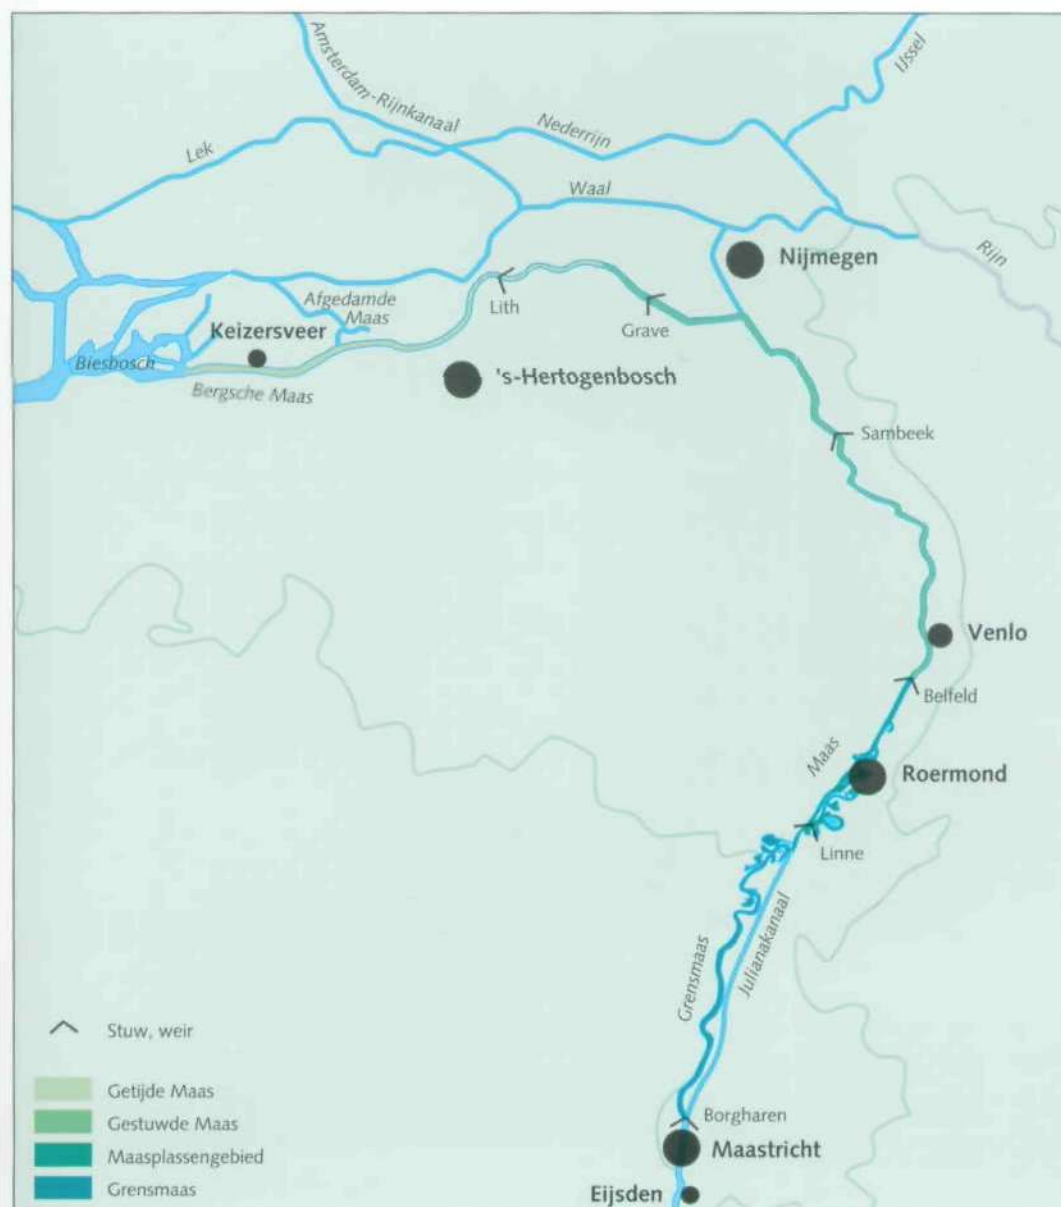 Amsterdam-Rijnkanaal
IJssel
Lek
Nederrijn
Waal
Rijn
Nijmegen
Afgedamde
Maas
Lith
Grave
Keizersveer
Biesbosch
's-Hertogenbosch
Bergsche Maas
Sambeek
Venlo
Belfeld
Maas
Roermond
Linne
Julianakanaal
Grensmaas
Stuw, weir
Getijde Maas
Gestuwde Maas
Maasplassengebied
Grensmaas
Borgharen
Maastricht
Eijsden